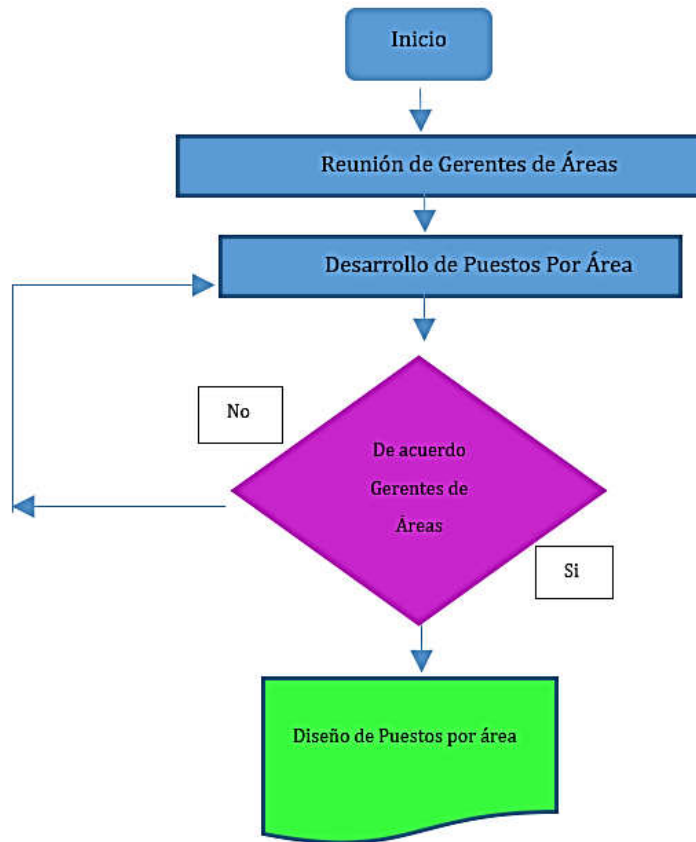 Inicio
Reunión de Gerentes de Áreas
Desarrollo de Puestos Por Área
No
De acuerdo
Gerentes de
Áreas
Si
Diseño de Puestos por área